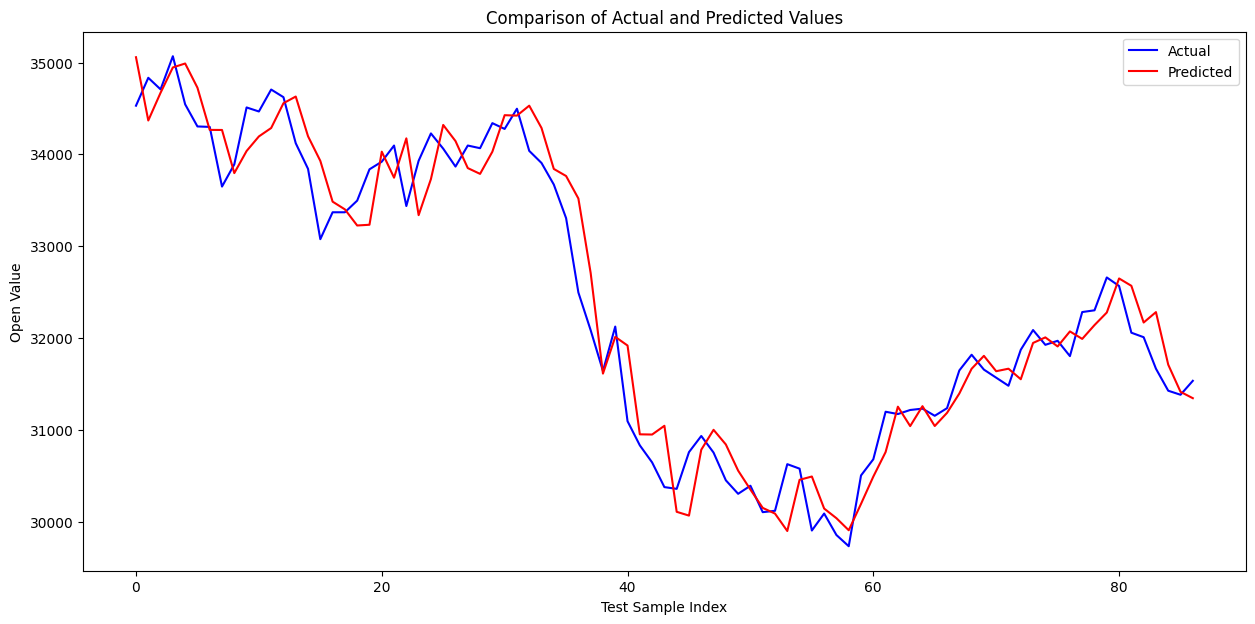 Comparison of Actual and Predicted Values
Actual
Predicted
35000
34000
33000
32000
31000
30000
Open Value
0
20
40
60
80
Test Sample Index